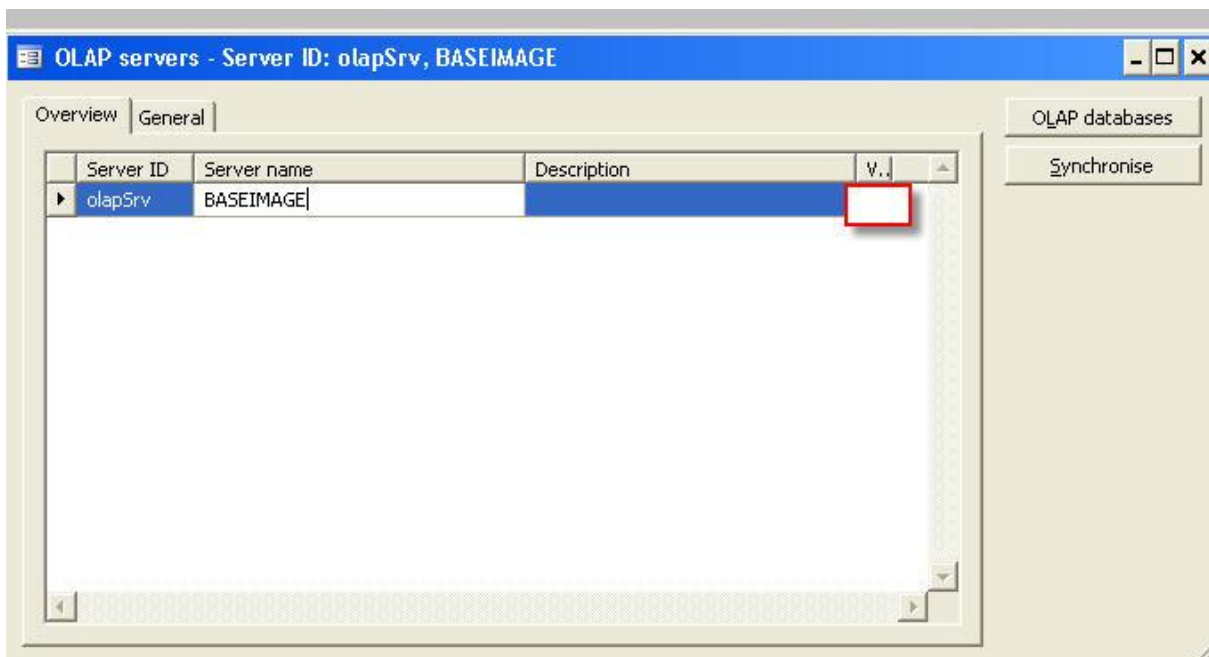 OLAP servers - Server ID: olapSrv, BASEIMAGE
Overview General
OLAP databases
Synchronise
Server ID Server name Description V..
olapSrv BASEIMAGE